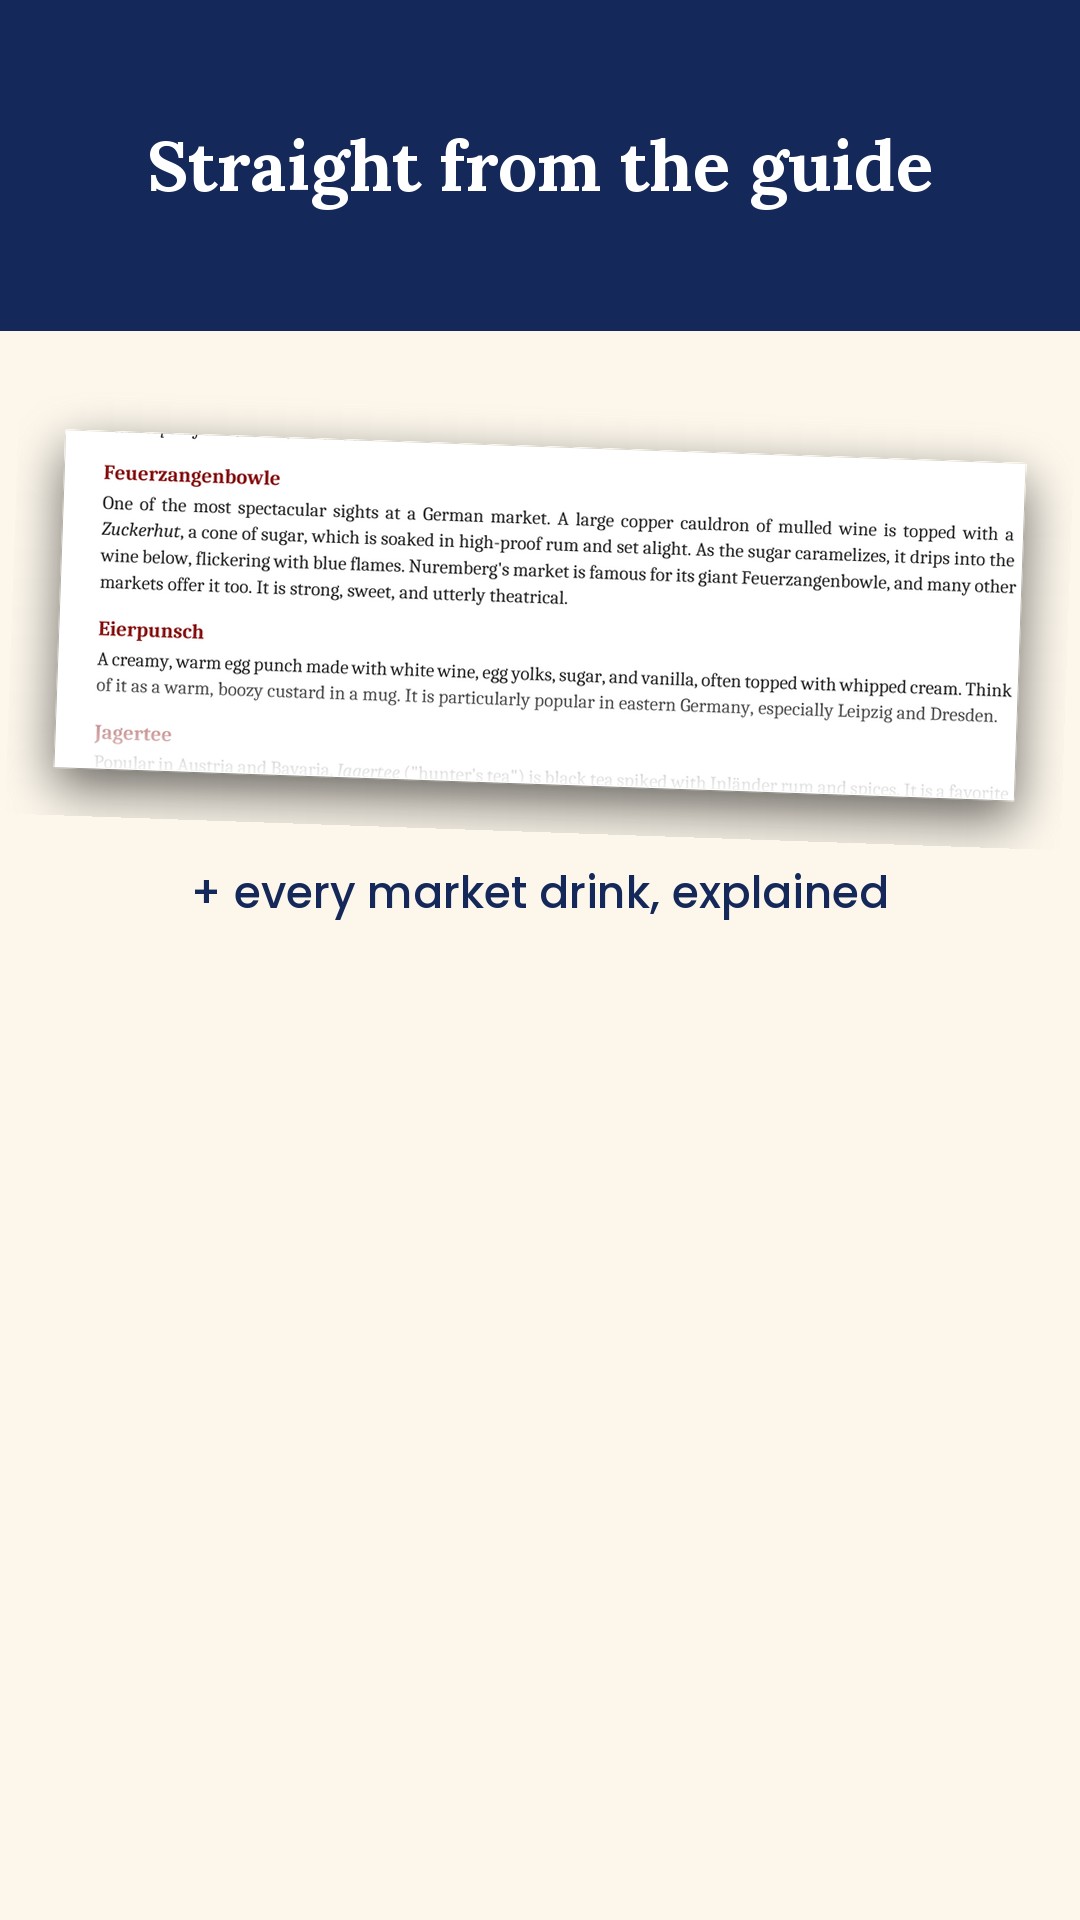 Straight from the guide
Feuerzangenbowle
One of the most spectacular sights at a German market. A large copper cauldron of mulled wine is topped with a
Zuckerhut, a cone of sugar, which is soaked in high-proof rum and set alight. As the sugar caramelizes, it drips into the
wine below, flickering with blue flames. Nuremberg's market is famous for its giant Feuerzangenbowle, and many other
markets offer it too. It is strong, sweet, and utterly theatrical.
Eierpunsch
A creamy, warm egg punch made with white wine, egg yolks, sugar, and vanilla, often topped with whipped cream. Think
of it as a warm, boozy custard in a mug. It is particularly popular in eastern Germany, especially Leipzig and Dresden.
Jagertee
Popular in Austria and Bavaria, Jagertee ("hunter's tea") is black tea spiked with Inländer rum and spices. It is a favorite
+ every market drink, explained